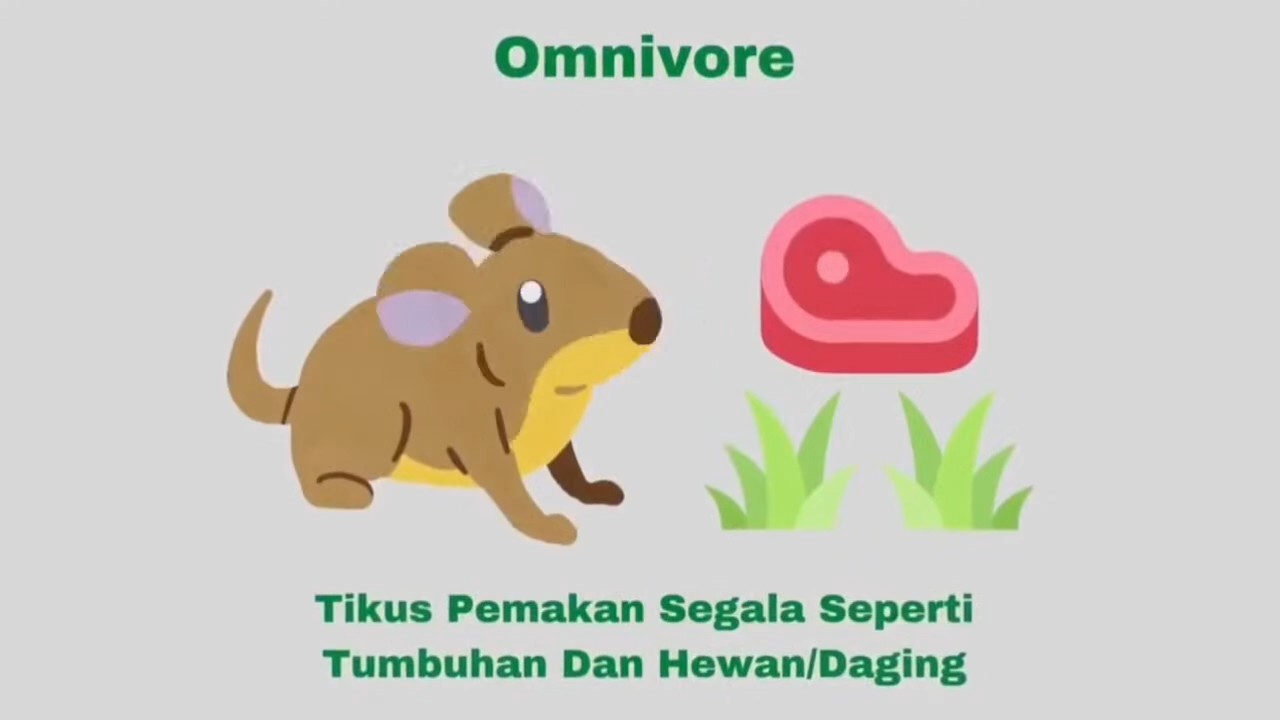 Omnivore
Tikus Pemakan Segala Seperti
Tumbuhan Dan Hewan/Daging